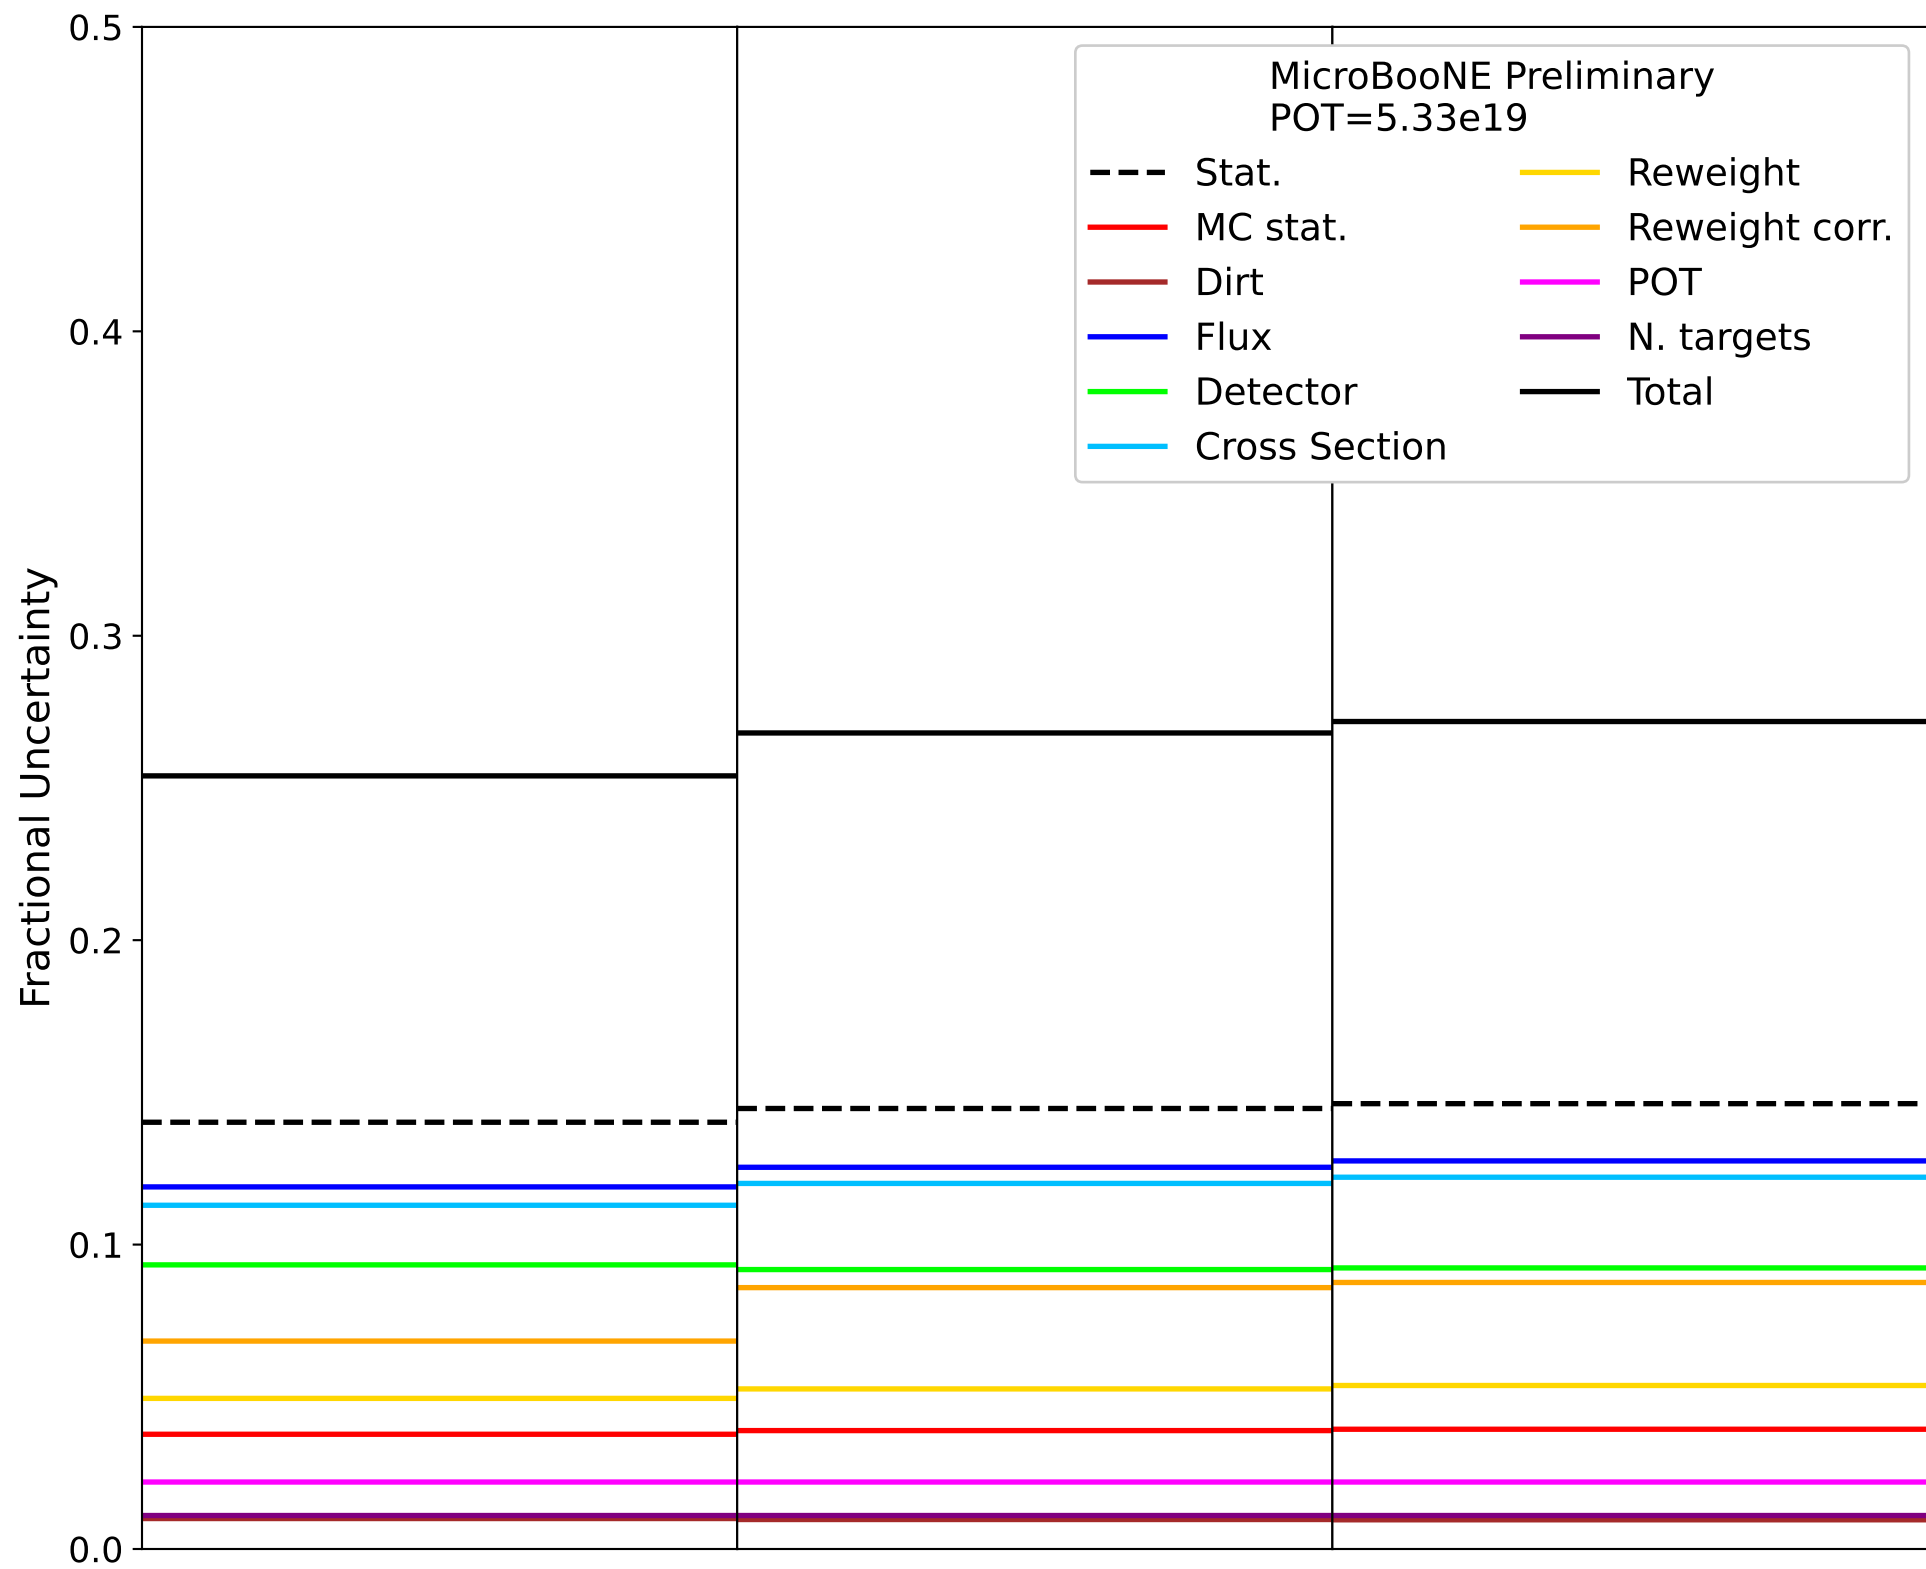 0.5
0.4
0.3
0.2
0.1
0.0
Fractional Uncertainty
MicroBooNE Preliminary
POT=5.33e19
Stat.
MC stat.
Dirt
Flux
Detector
Cross Section
Reweight
Reweight corr.
POT
N. targets
Total